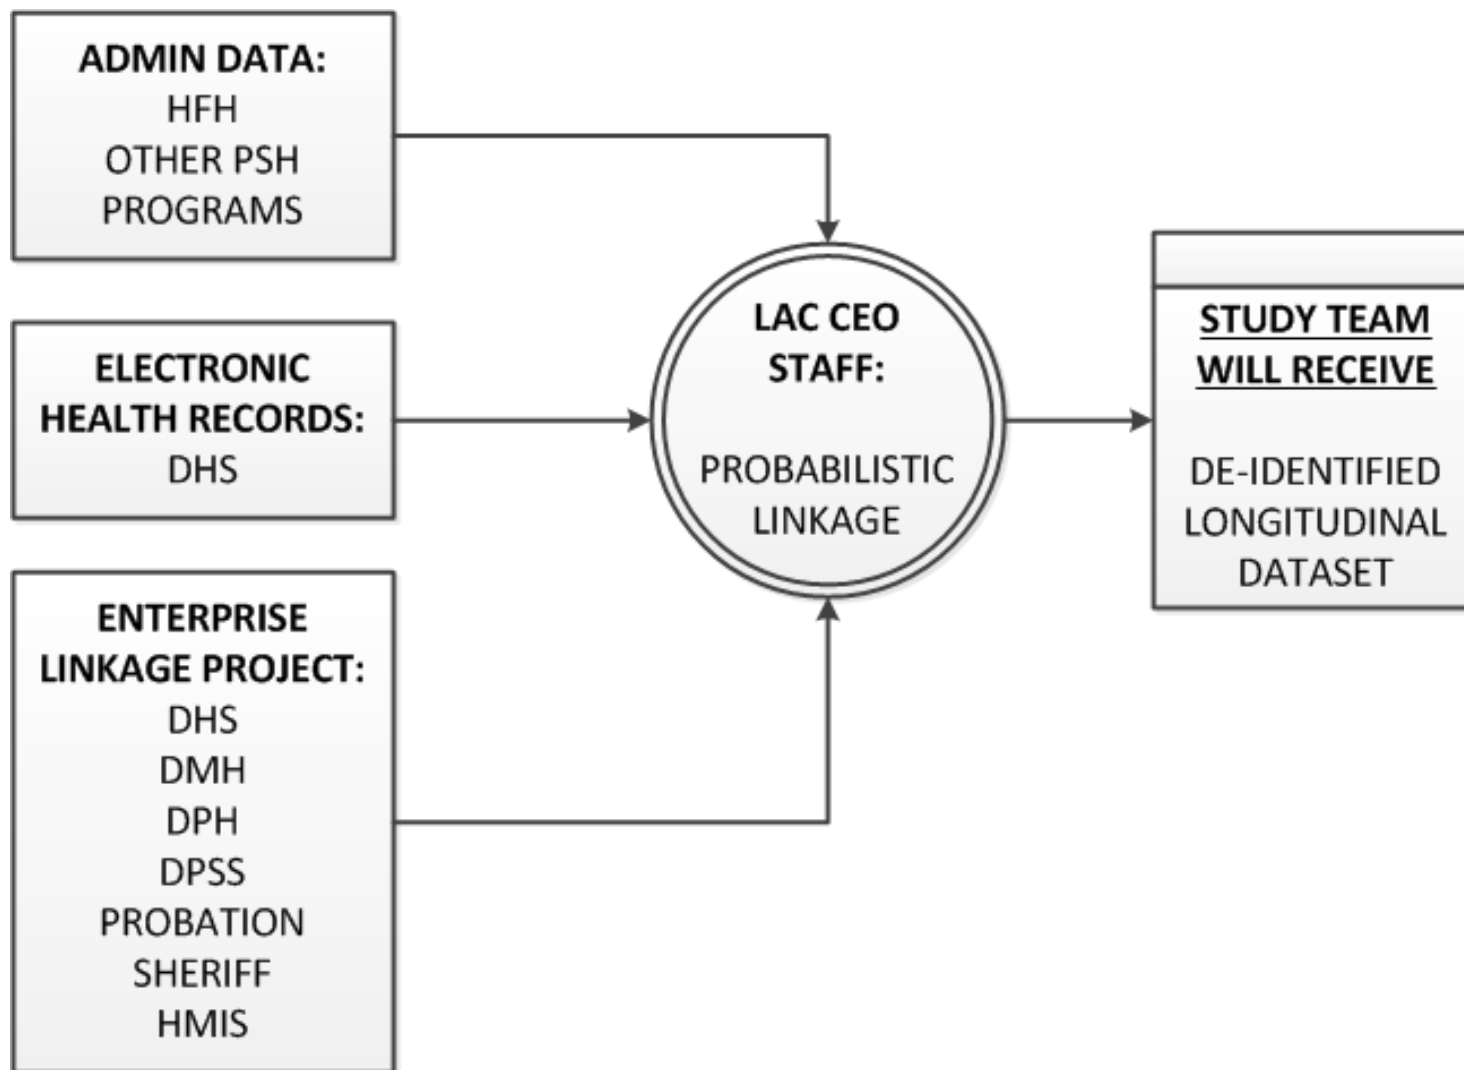 ADMIN DATA:
HFH
OTHER PSH
PROGRAMS
ELECTRONIC
HEALTH RECORDS:
DHS
ENTERPRISE
LINKAGE PROJECT:
DHS
DMH
DPH
DPSS
PROBATION
SHERIFF
HMIS
LAC CEO
STAFF:
PROBABILISTIC
LINKAGE
STUDY TEAM
WILL RECEIVE
DE-IDENTIFIED
LONGITUDINAL
DATASET